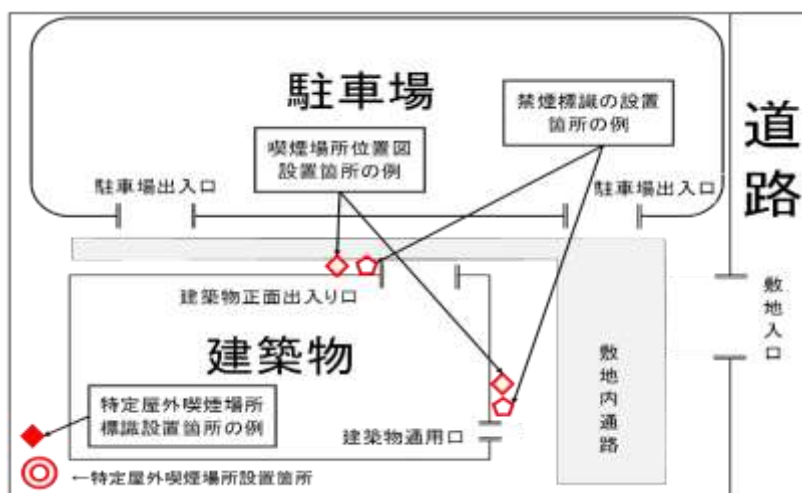 駐車場
禁煙標識の設置
箇所の例
道路
喫煙場所位置図
設置箇所の例
駐車場出入口
駐車場出入口
建築物正面出入り口
敷地入口
建築物
敷地内通路
特定屋外喫煙場所
標識設置箇所の例
建築物通用口
←特定屋外喫煙場所設置箇所